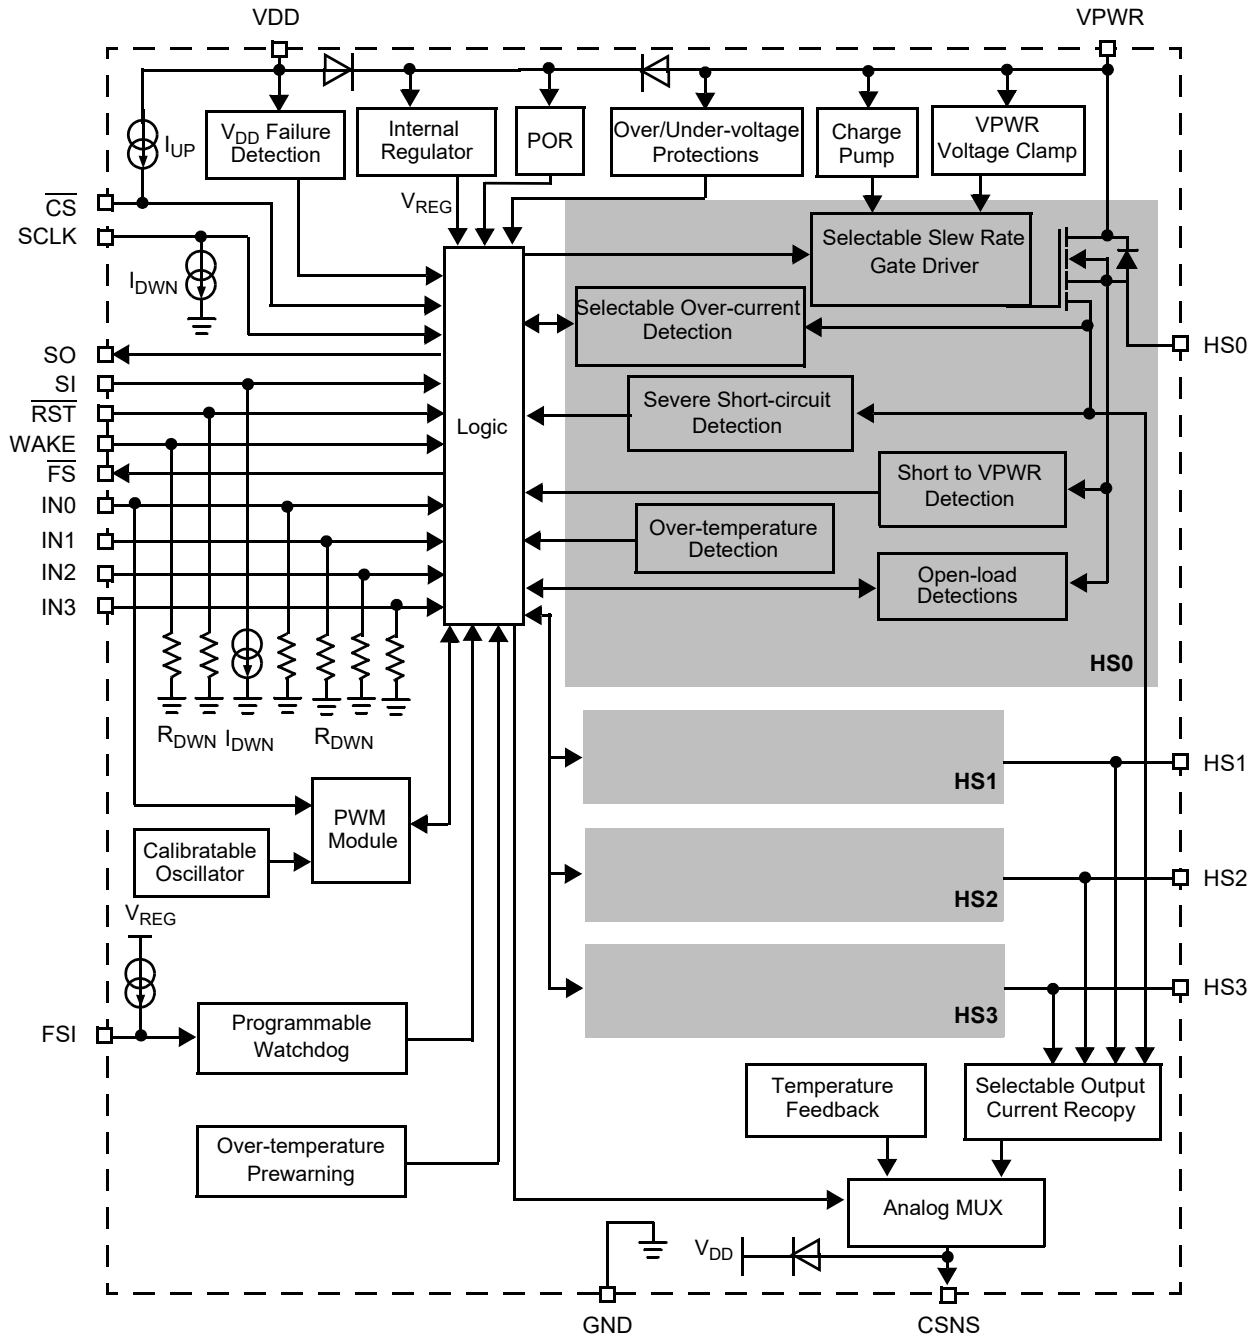 VDD
VPWR
VDD Failure
Detection
Internal
Regulator
POR
Over/Under-voltage
Protections
Charge
Pump
VPWR
Voltage Clamp
IUP
VREG
CS
SCLK
IDWN
SO
SI
RST
WAKE
FS
IN0
IN1
IN2
IN3
Logic
Selectable Slew Rate
Gate Driver
Selectable Over-current
Detection
Severe Short-circuit
Detection
Short to VPWR
Detection
Over-temperature
Detection
Open-load
Detections
HS0
HS0
RDWN
IDWN
RDWN
HS1
HS1
PWM
Module
Calibratable
Oscillator
HS2
HS2
VREG
HS3
HS3
FSI
Programmable
Watchdog
Temperature
Feedback
Selectable Output
Current Recopy
Over-temperature
Prewarning
Analog MUX
VDD
GND
CSNS